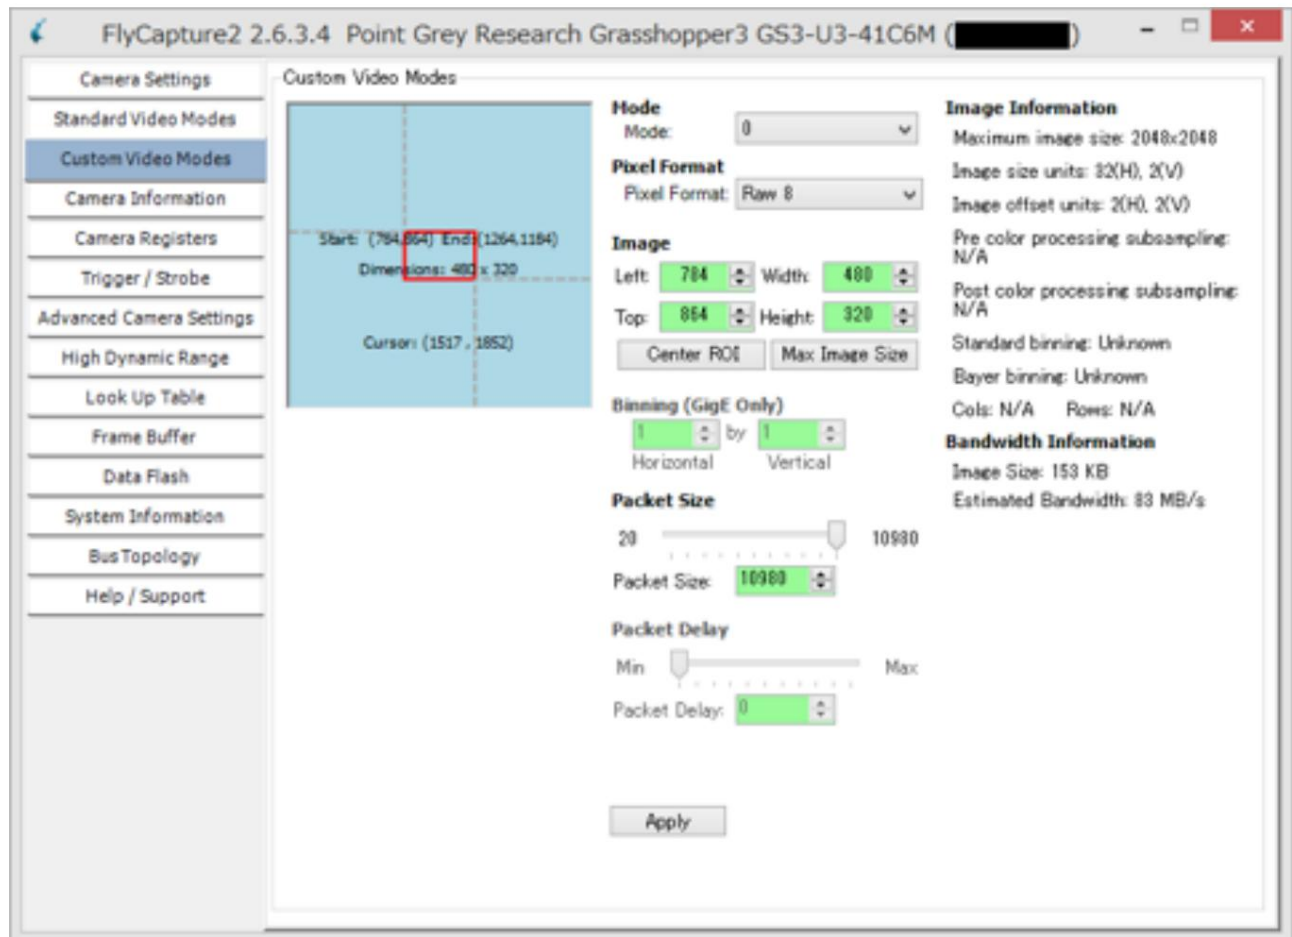 FlyCapture2 2.6.3.4 Point Grey Research Grasshopper3 GS3-U3-41C6M ( )
Camera Settings
Standard Video Modes
Custom Video Modes
Camera Information
Camera Registers
Trigger / Strobe
Advanced Camera Settings
High Dynamic Range
Look Up Table
Frame Buffer
Data Flash
System Information
Bus Topology
Help / Support
Custom Video Modes
Start: (784,864) End:(1264,1184)
Dimensions: 480 x 320
Cursor: (1517 , 1852)
Mode
Mode: 0
Pixel Format
Pixel Format: Raw 8
Image
Left: 784 Width: 480
Top: 864 Height: 320
Center ROI Max Image Size
Binning (GigE Only)
1 by 1
Horizontal Vertical
Packet Size
20 10980
Packet Size: 10980
Packet Delay
Min Max
Packet Delay: 0
Apply
Image Information
Maximum image size: 2048x2048
Image size units: 32(H), 2(V)
Image offset units: 2(H), 2(V)
Pre color processing subsampling:
N/A
Post color processing subsampling:
N/A
Standard binning: Unknown
Bayer binning: Unknown
Cols: N/A Rows: N/A
Bandwidth Information
Image Size: 153 KB
Estimated Bandwidth: 83 MB/s